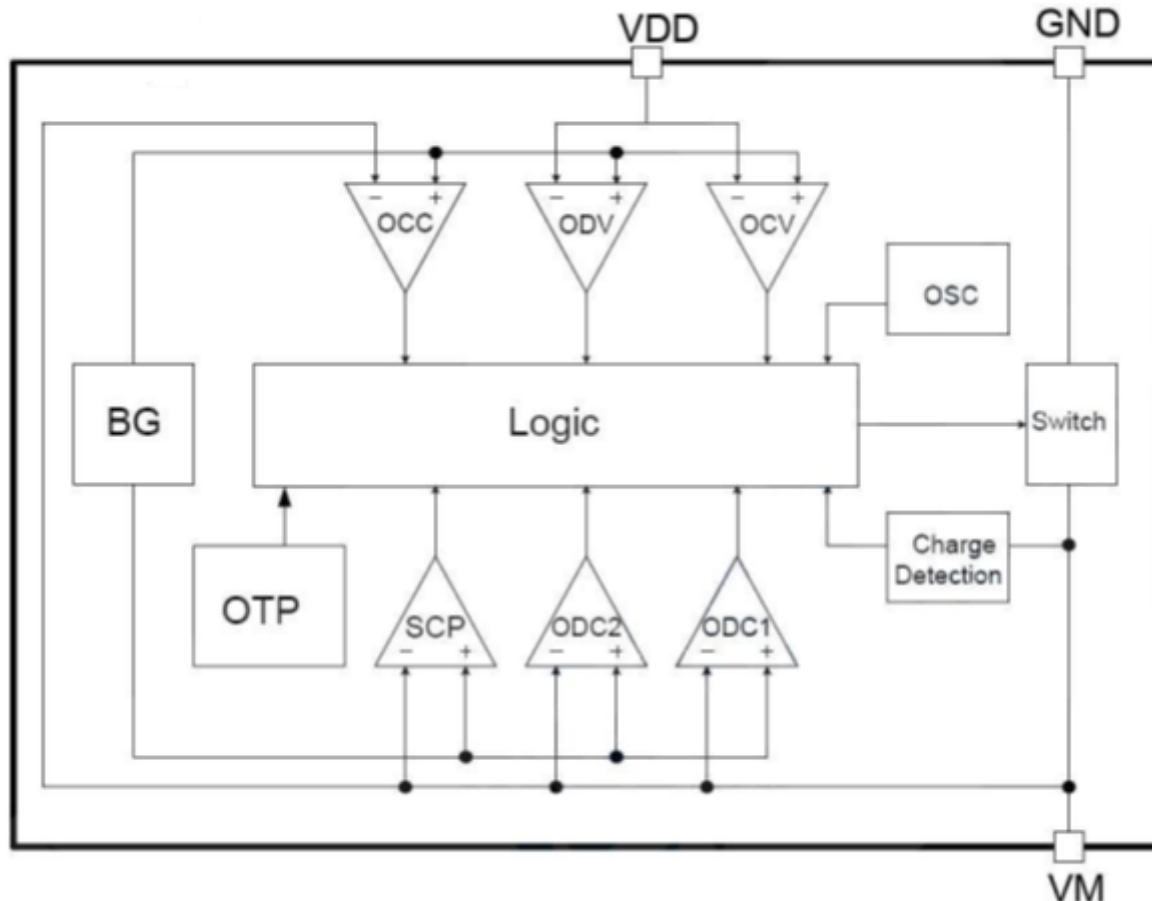 VDD
GND
- +
OCC
- +
ODV
- +
OCV
OSC
BG
Logic
Switch
OTP
SCP
- +
ODC2
- +
ODC1
- +
Charge
Detection
VM